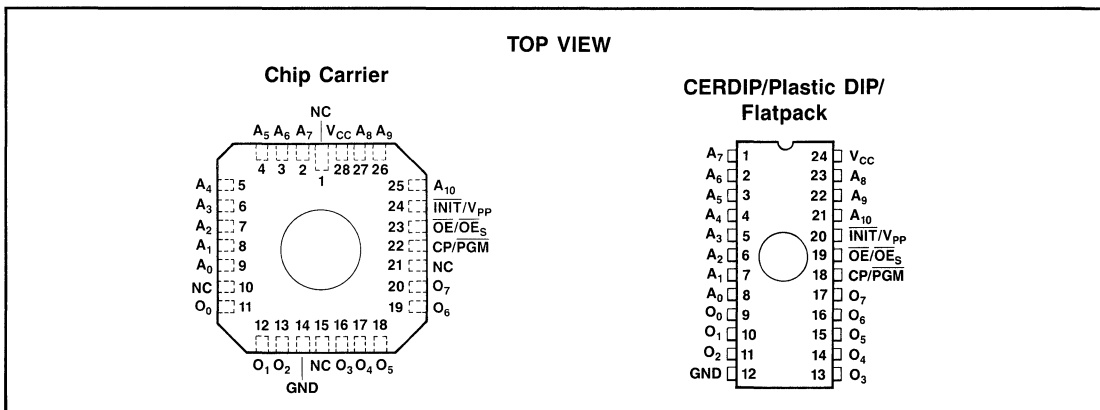 TOP VIEW
Chip Carrier
NC
A5 A6 A7 VCC A8 A9
4 3 2 1 28 27 26
A4 5
A3 6
A2 7
A1 8
A0 9
NC 10
O0 11
25 A10
24 INIT/VPP
23 OE/OES
22 CP/PGM
21 NC
20 O7
19 O6
12 13 14 15 16 17 18
O1 O2 NC O3 O4 O5
GND
CERDIP/Plastic DIP/
Flatpack
A7 1 24 VCC
A6 2 23 A8
A5 3 22 A9
A4 4 21 A10
A3 5 20 INIT/VPP
A2 6 19 OE/OES
A1 7 18 CP/PGM
A0 8 17 O7
O0 9 16 O6
O1 10 15 O5
O2 11 14 O4
GND 12 13 O3